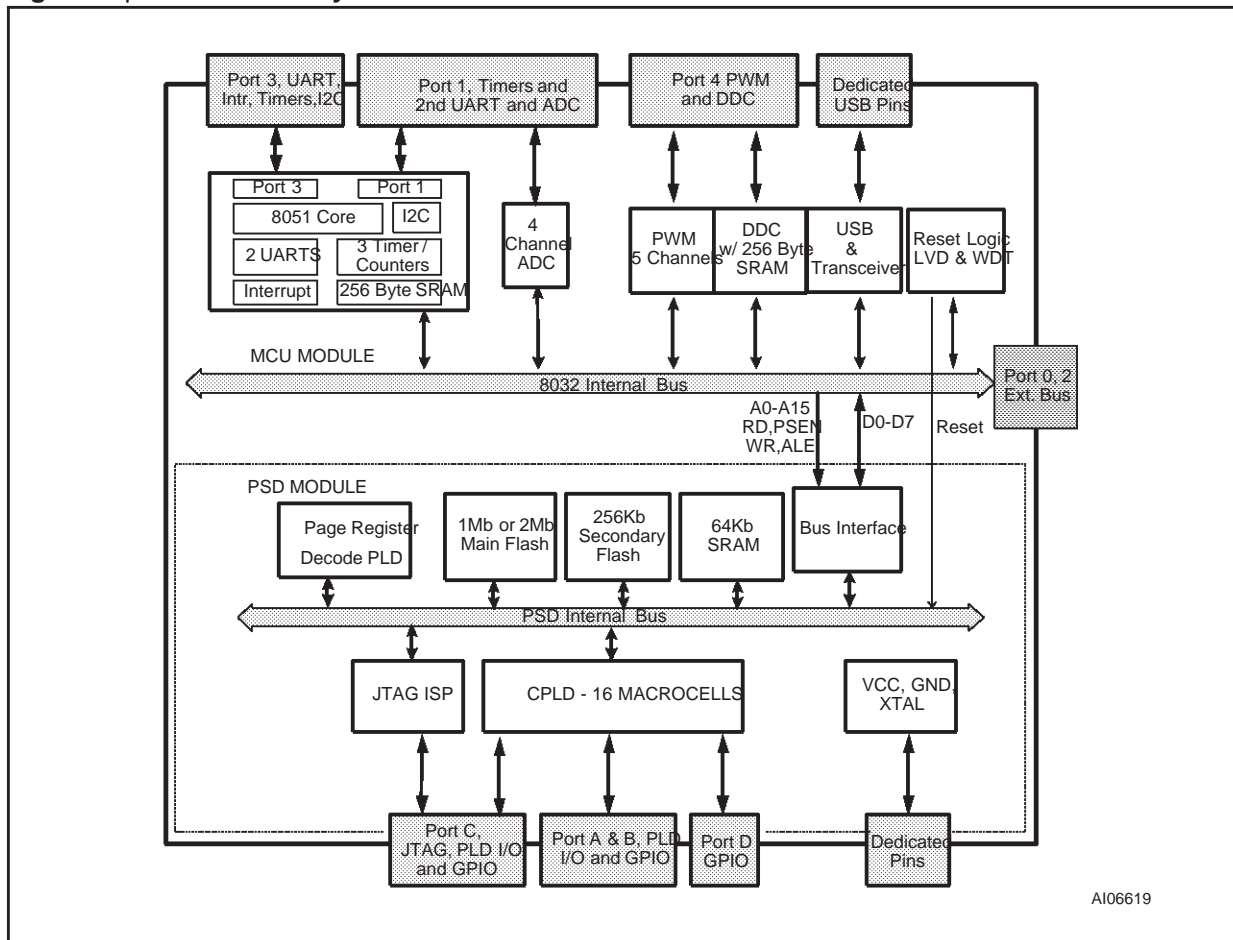 Port 3, UART,
Intr, Timers,I2C
Port 1, Timers and
2nd UART and ADC
Port 4 PWM
and DDC
Dedicated
USB Pins
Port 3
Port 1
8051 Core
I2C
2 UARTS
3 Timer /
Counters
Interrupt
256 Byte SRAM
4
Channel
ADC
PWM
5 Channels
DDC
w/ 256 Byte
SRAM
USB
&
Transceiver
Reset Logic
LVD & WDT
MCU MODULE
8032 Internal Bus
Port 0, 2
Ext. Bus
A0-A15
RD,PSEN
WR,ALE
D0-D7
Reset
PSD MODULE
Page Register
Decode PLD
1Mb or 2Mb
Main Flash
256Kb
Secondary
Flash
64Kb
SRAM
Bus Interface
PSD Internal Bus
JTAG ISP
CPLD - 16 MACROCELLS
VCC, GND,
XTAL
Port C,
JTAG, PLD I/O
and GPIO
Port A & B, PLD
I/O and GPIO
Port D
GPIO
Dedicated
Pins
AI06619